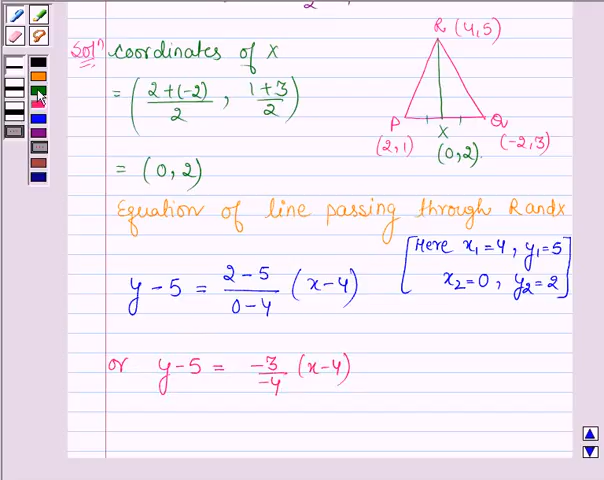 2
Solⁿ Coordinates of X
= (2+(-2)/2 , 1+3/2)
= (0, 2)
R (4,5)
P X Q
(2,1) (0,2). (-2,3)
Equation of line passing through R and X
y-5 = 2-5/0-4 (x-4)
[Here x₁=4, y₁=5
x₂=0, y₂=2]
or y-5 = -3/-4 (x-4)